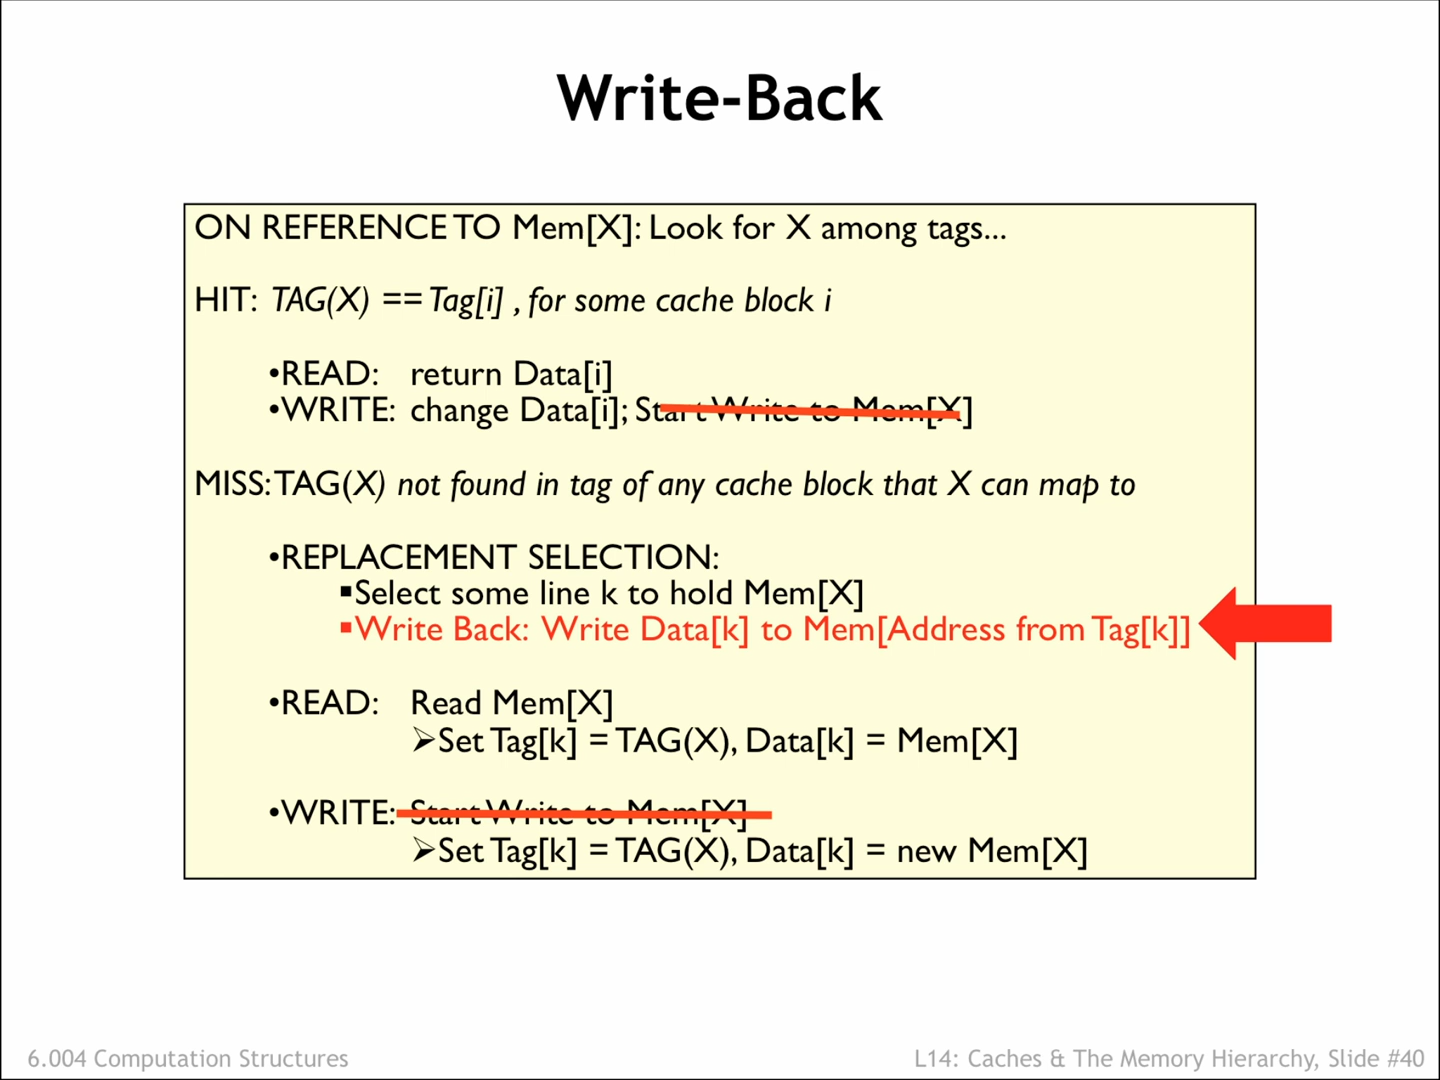 Write-Back
ON REFERENCE TO Mem[X]: Look for X among tags...
HIT: TAG(X) == Tag[i] , for some cache block i
•READ: return Data[i]
•WRITE: change Data[i]; Start Write to Mem[X]
MISS: TAG(X) not found in tag of any cache block that X can map to
•REPLACEMENT SELECTION:
▪Select some line k to hold Mem[X]
▪Write Back: Write Data[k] to Mem[Address from Tag[k]]
•READ: Read Mem[X]
➢Set Tag[k] = TAG(X), Data[k] = Mem[X]
•WRITE: Start Write to Mem[X]
➢Set Tag[k] = TAG(X), Data[k] = new Mem[X]
6.004 Computation Structures
L14: Caches & The Memory Hierarchy, Slide #40